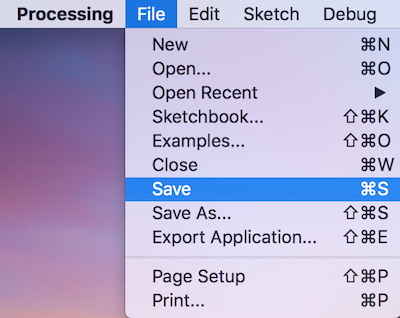 Processing File Edit Sketch Debug
New ⌘N
Open... ⌘O
Open Recent ▶
Sketchbook... ⇧⌘K
Examples... ⇧⌘O
Close ⌘W
Save ⌘S
Save As... ⇧⌘S
Export Application... ⇧⌘E
Page Setup ⇧⌘P
Print... ⌘P